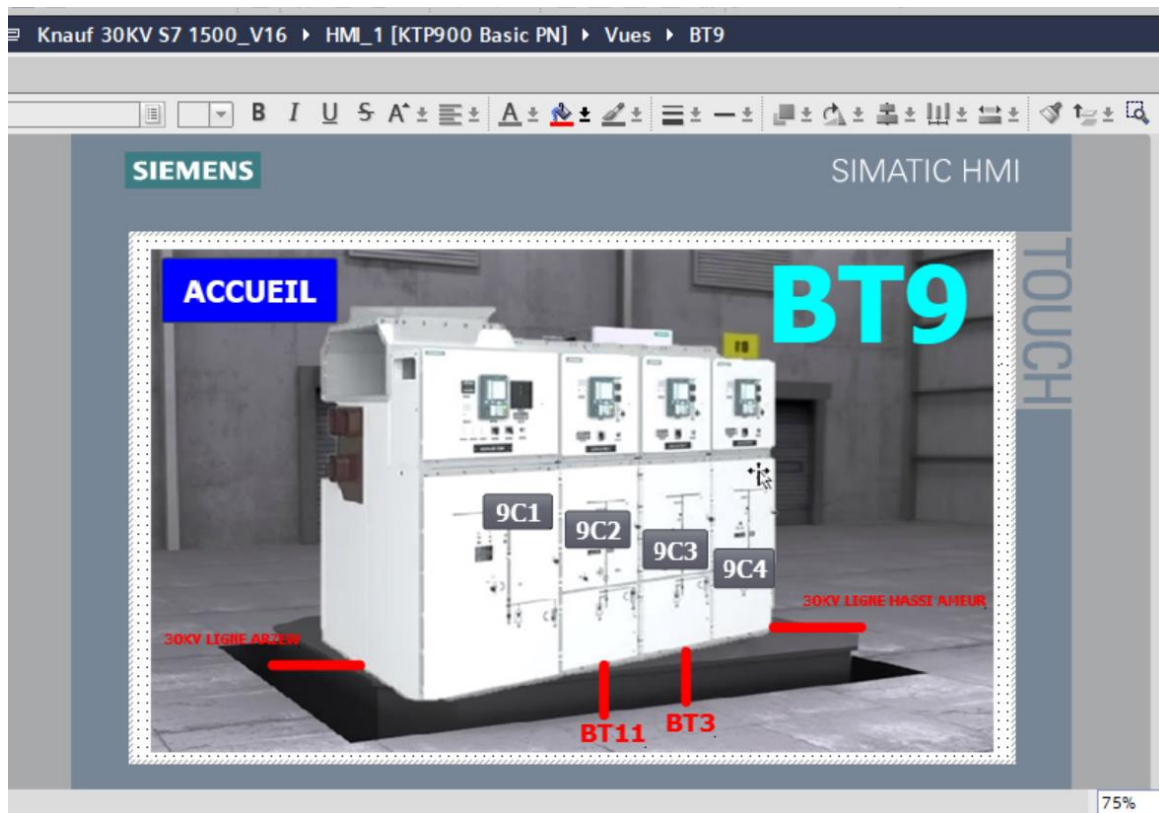 Knauf 30KV S7 1500_V16 ▸ HMI_1 [KTP900 Basic PN] ▸ Vues ▸ BT9
B I U S A A
SIEMENS
SIMATIC HMI
TOUCH
ACCUEIL
BT9
9C1
9C2
9C3
9C4
30KV LIGNE HASSI AMEUR
30KV LIGNE ARZEW
BT11
BT3
75%